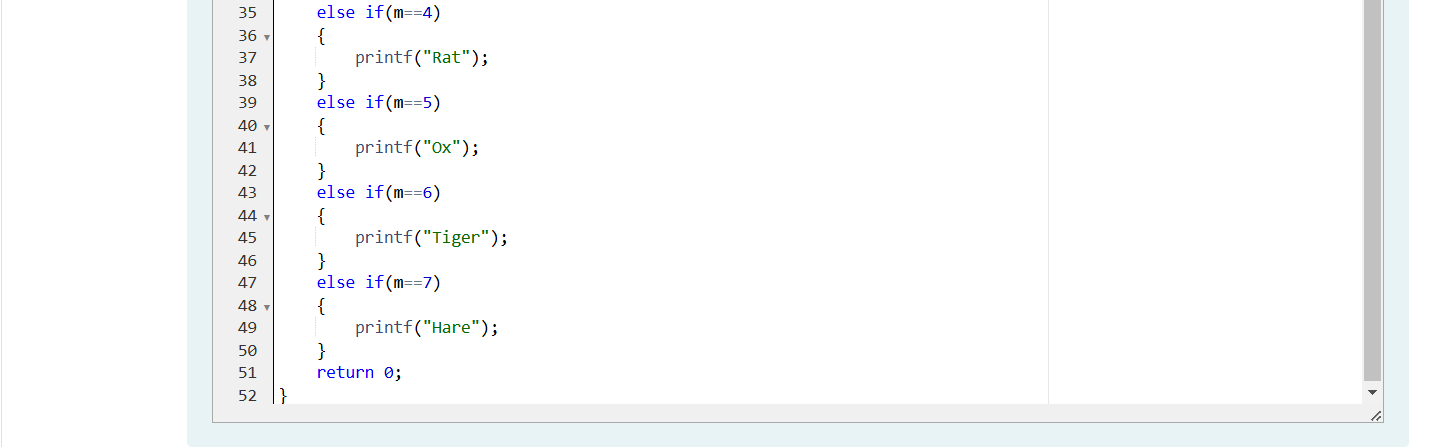 35 else if(m==4)
36 {
37 printf("Rat");
38 }
39 else if(m==5)
40 {
41 printf("Ox");
42 }
43 else if(m==6)
44 {
45 printf("Tiger");
46 }
47 else if(m==7)
48 {
49 printf("Hare");
50 }
51 return 0;
52 }